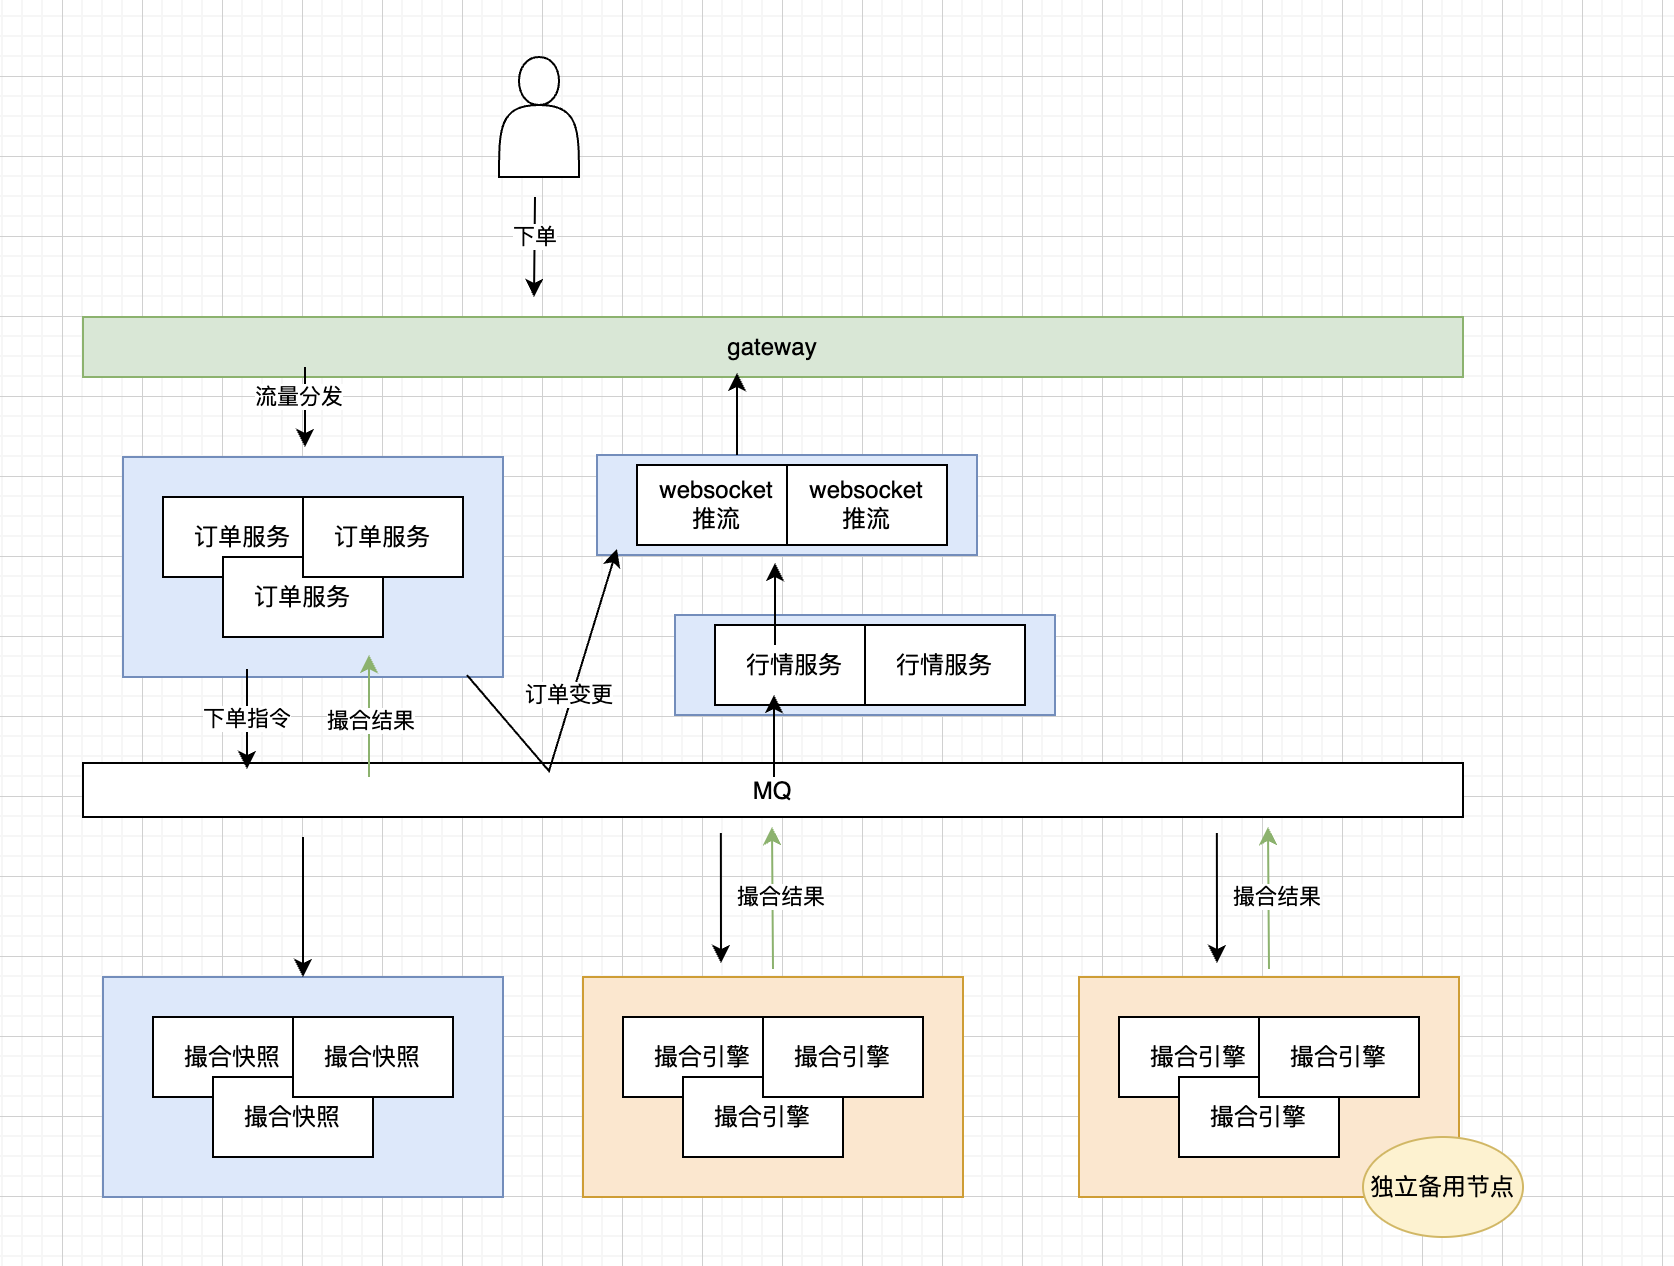 下单
gateway
流量分发
websocket
推流
websocket
推流
订单服务
订单服务
订单服务
行情服务
行情服务
订单变更
下单指令
撮合结果
MQ
撮合结果
撮合结果
撮合快照
撮合快照
撮合快照
撮合引擎
撮合引擎
撮合引擎
撮合引擎
撮合引擎
撮合引擎
独立备用节点